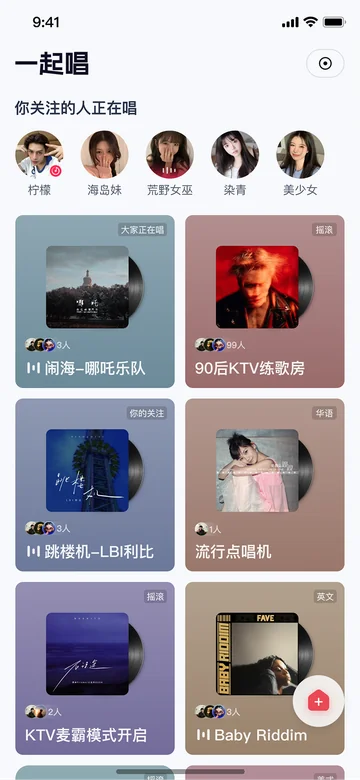 9:41
一起唱
你关注的人正在唱
柠檬
海岛妹
荒野女巫
染青
美少女
大家正在唱
哪吒
3人
闹海-哪吒乐队
摇滚
99人
90后KTV练歌房
你的关注
跳楼机
3人
跳楼机-LBI利比
华语
1人
流行点唱机
摇滚
2人
KTV麦霸模式开启
英文
FAVE
BABY RIDDIM
3人
Baby Riddim